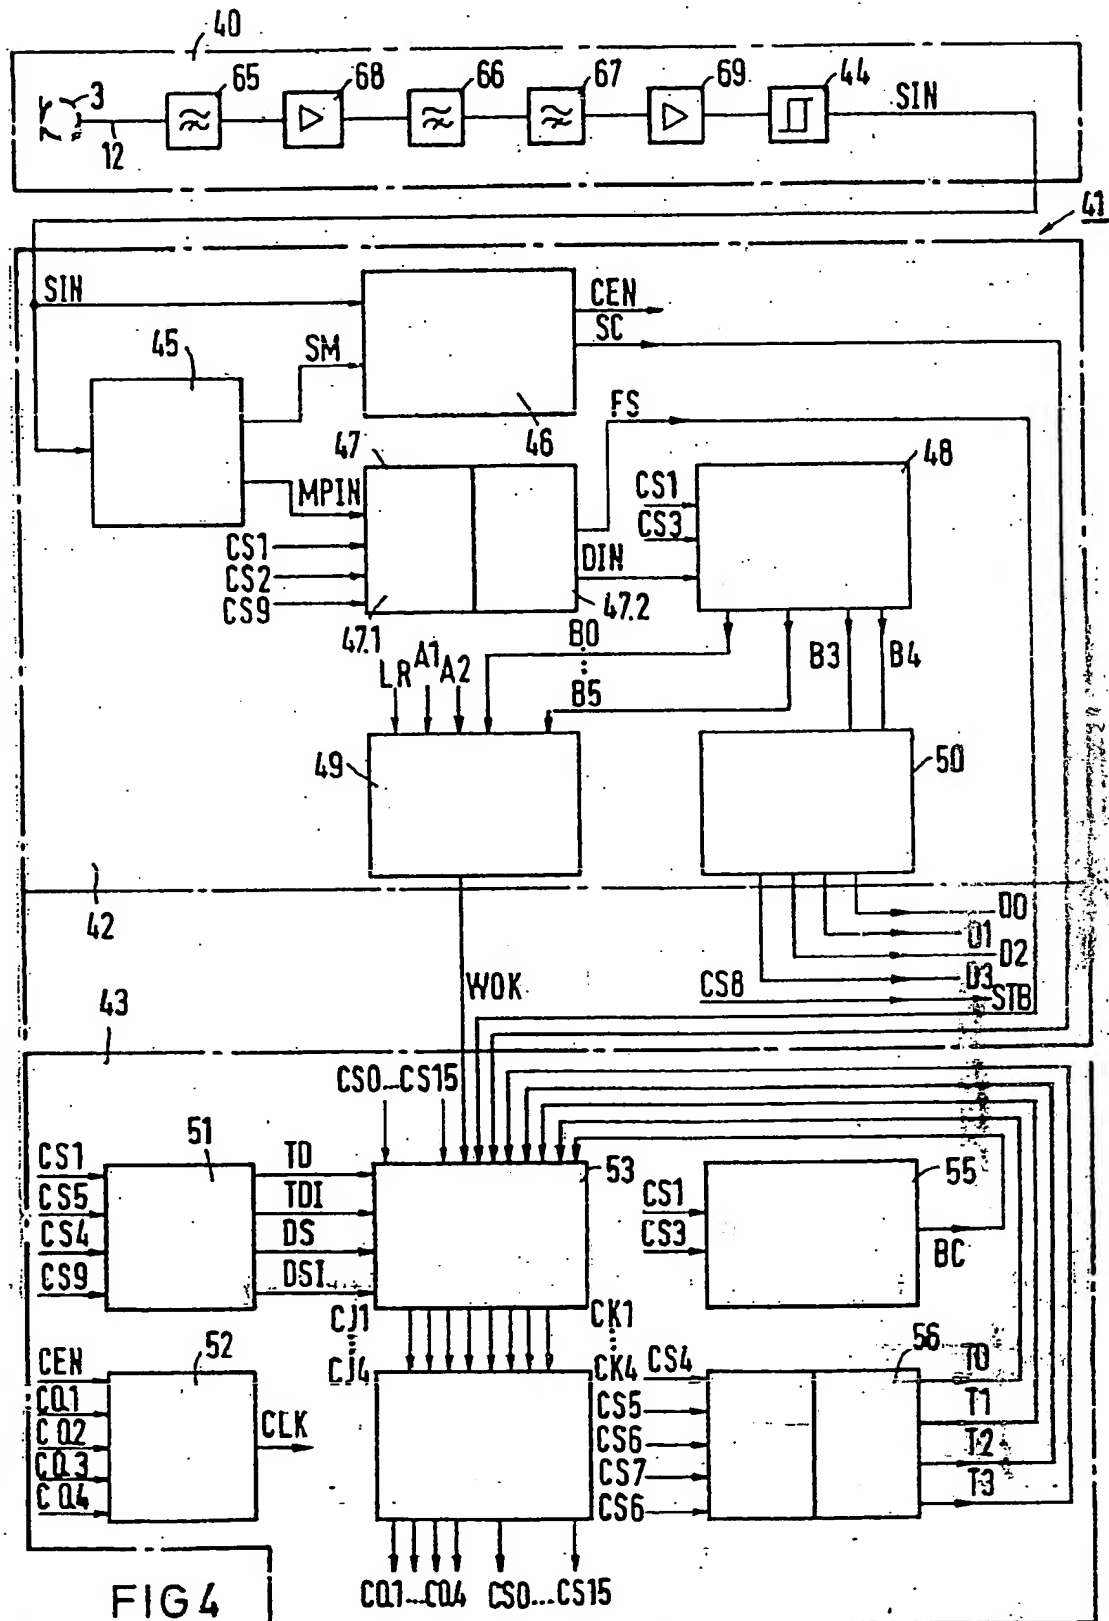 40
3
65
68
66
67
69
44
SIN
12
41
SIN
CEN
SC
45
SM
46
FS
47
48
MPIN
CS1
CS3
CS1
CS2
CS9
DIN
47.1
47.2
B0
B5
B3
B4
LR
A1
A2
49
50
42
D0
D1
D2
D3
CS8
STB
WOK
43
CS0...CS15
51
53
55
CS1
CS5
CS4
CS9
TD
TDI
DS
DSI
CS1
CS3
BC
CJ1
CJ4
CK1
CK4
52
CEN
CQ1
CQ2
CQ3
CQ4
CLK
56
CS4
CS5
CS6
CS7
CS6
T0
T1
T2
T3
CQ1...CQ4
CS0...CS15
FIG 4